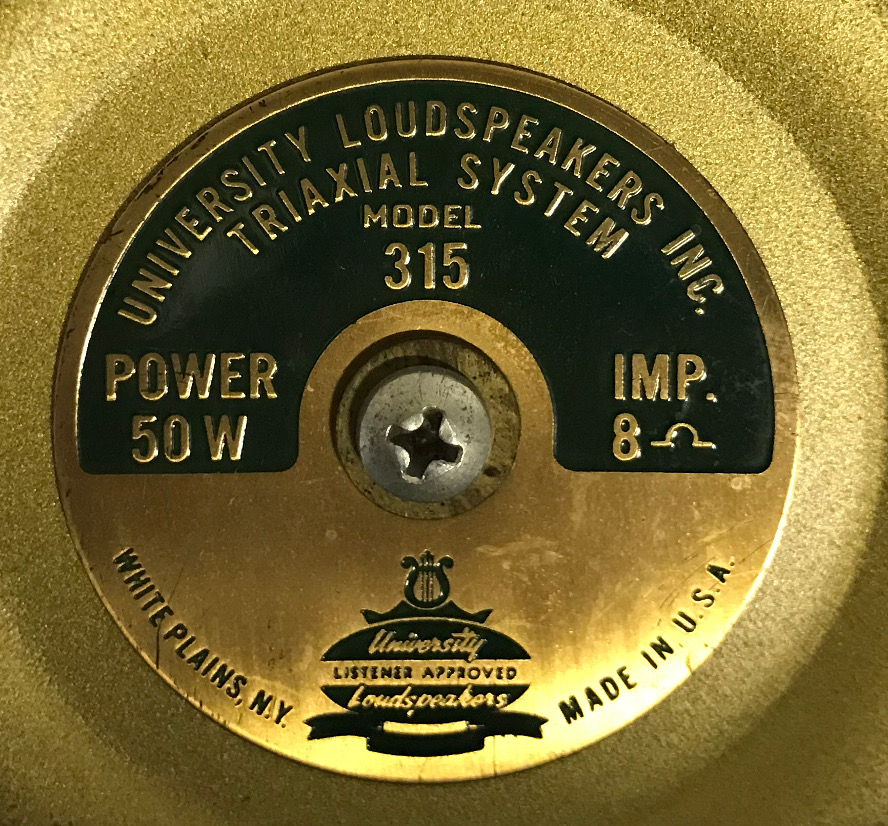 UNIVERSITY LOUDSPEAKERS INC.
TRIAXIAL SYSTEM
MODEL
315
POWER
50 W
IMP.
8 Ω
WHITE PLAINS, N.Y.
University
LISTENER APPROVED
Loudspeakers
MADE IN U.S.A.